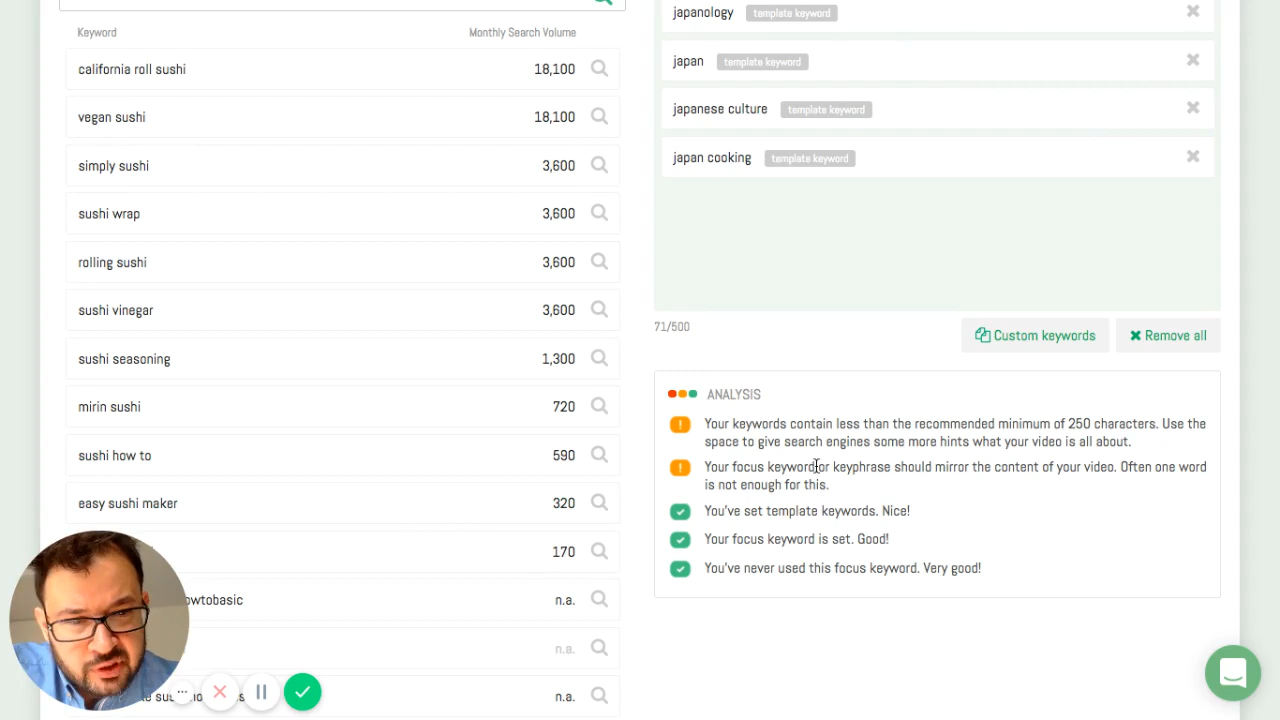 Keyword Monthly Search Volume
california roll sushi 18,100
vegan sushi 18,100
simply sushi 3,600
sushi wrap 3,600
rolling sushi 3,600
sushi vinegar 3,600
sushi seasoning 1,300
mirin sushi 720
sushi how to 590
easy sushi maker 320
170
owtobasic n.a.
n.a.
n.a.
japanology template keyword
japan template keyword
japanese culture template keyword
japan cooking template keyword
71/500
Custom keywords
Remove all
ANALYSIS
Your keywords contain less than the recommended minimum of 250 characters. Use the
space to give search engines some more hints what your video is all about.
Your focus keyword or keyphrase should mirror the content of your video. Often one word
is not enough for this.
You've set template keywords. Nice!
Your focus keyword is set. Good!
You've never used this focus keyword. Very good!